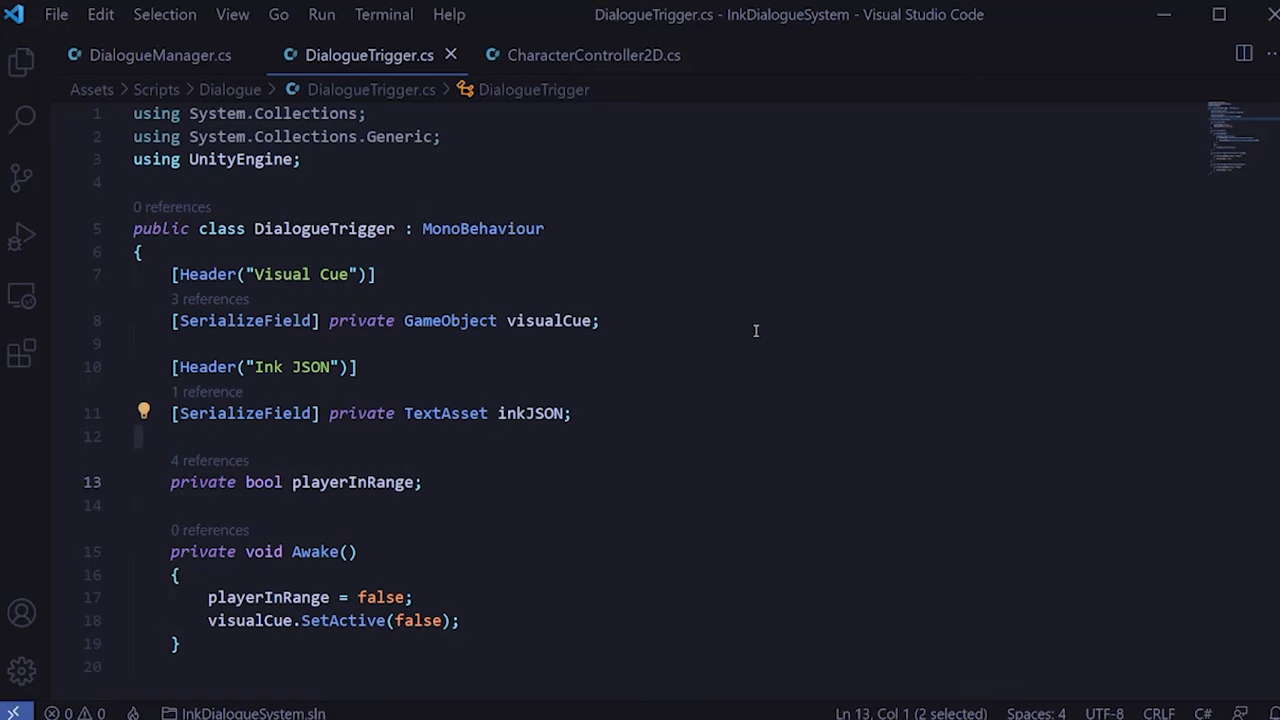 File Edit Selection View Go Run Terminal Help DialogueTrigger.cs - InkDialogueSystem - Visual Studio Code
DialogueManager.cs DialogueTrigger.cs CharacterController2D.cs
Assets > Scripts > Dialogue > DialogueTrigger.cs > DialogueTrigger
1 using System.Collections;
2 using System.Collections.Generic;
3 using UnityEngine;
4
0 references
5 public class DialogueTrigger : MonoBehaviour
6 {
7 [Header("Visual Cue")]
3 references
8 [SerializeField] private GameObject visualCue;
9
10 [Header("Ink JSON")]
1 reference
11 [SerializeField] private TextAsset inkJSON;
12
4 references
13 private bool playerInRange;
14
0 references
15 private void Awake()
16 {
17 playerInRange = false;
18 visualCue.SetActive(false);
19 }
20
0 0 InkDialogueSystem.sln Ln 13, Col 1 (2 selected) Spaces: 4 UTF-8 CRLF C#